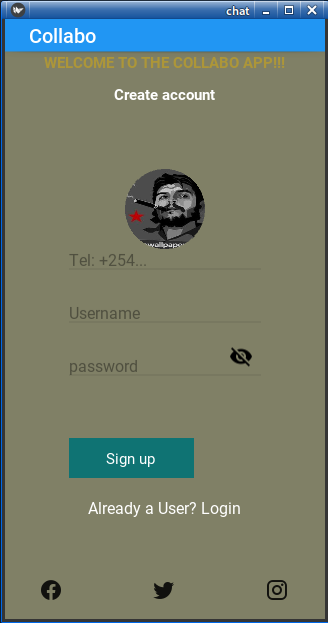 chat
Collabo
WELCOME TO THE COLLABO APP!!!
Create account
wallpaper
Tel: +254...
Username
password
Sign up
Already a User? Login